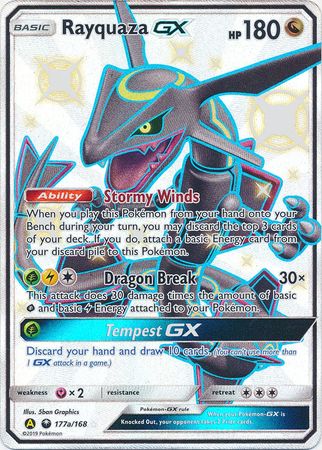 BASIC Rayquaza GX HP 180
Ability Stormy Winds
When you play this Pokémon from your hand onto your
Bench during your turn, you may discard the top 3 cards
of your deck. If you do, attach a basic Energy card from
your discard pile to this Pokémon.
Dragon Break 30×
This attack does 30 damage times the amount of basic
and basic Energy attached to your Pokémon.
Tempest GX
Discard your hand and draw 10 cards. (You can't use more than
1 GX attack in a game.)
weakness × 2 resistance retreat
Illus. 5ban Graphics
Pokémon-GX rule
When your Pokémon-GX is
Knocked Out, your opponent takes 2 Prize cards.
A 177a/168
©2019 Pokémon